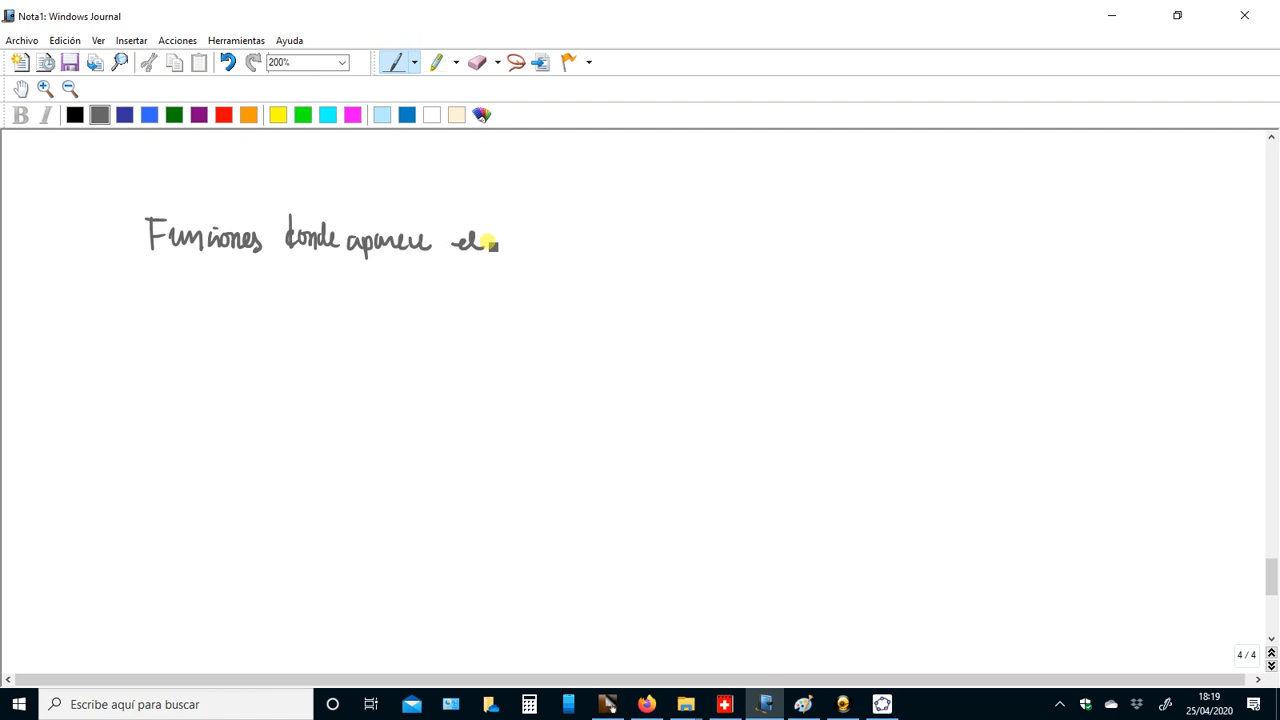 Nota1: Windows Journal
Archivo Edición Ver Insertar Acciones Herramientas Ayuda
200%
B I
Funciones donde aparece el
4 / 4
Escribe aquí para buscar
18:19
25/04/2020